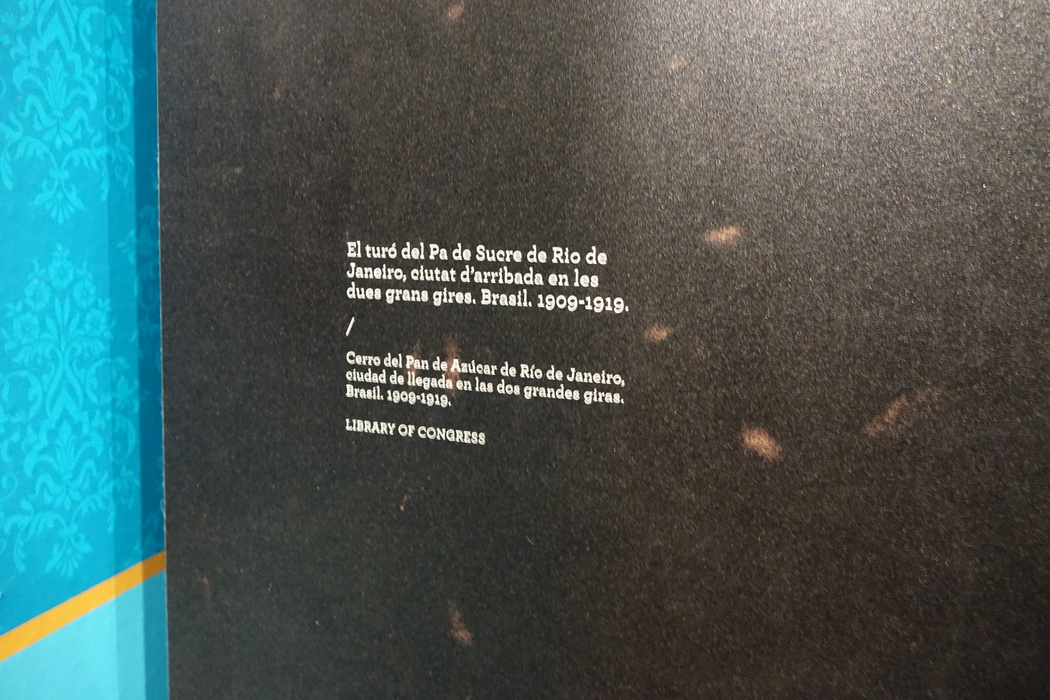 El turó del Pa de Sucre de Rio de
Janeiro, ciutat d'arribada en les
dues grans gires. Brasil. 1909-1919.
/
Cerro del Pan de Azúcar de Río de Janeiro,
ciudad de llegada en las dos grandes giras.
Brasil. 1909-1919.
LIBRARY OF CONGRESS